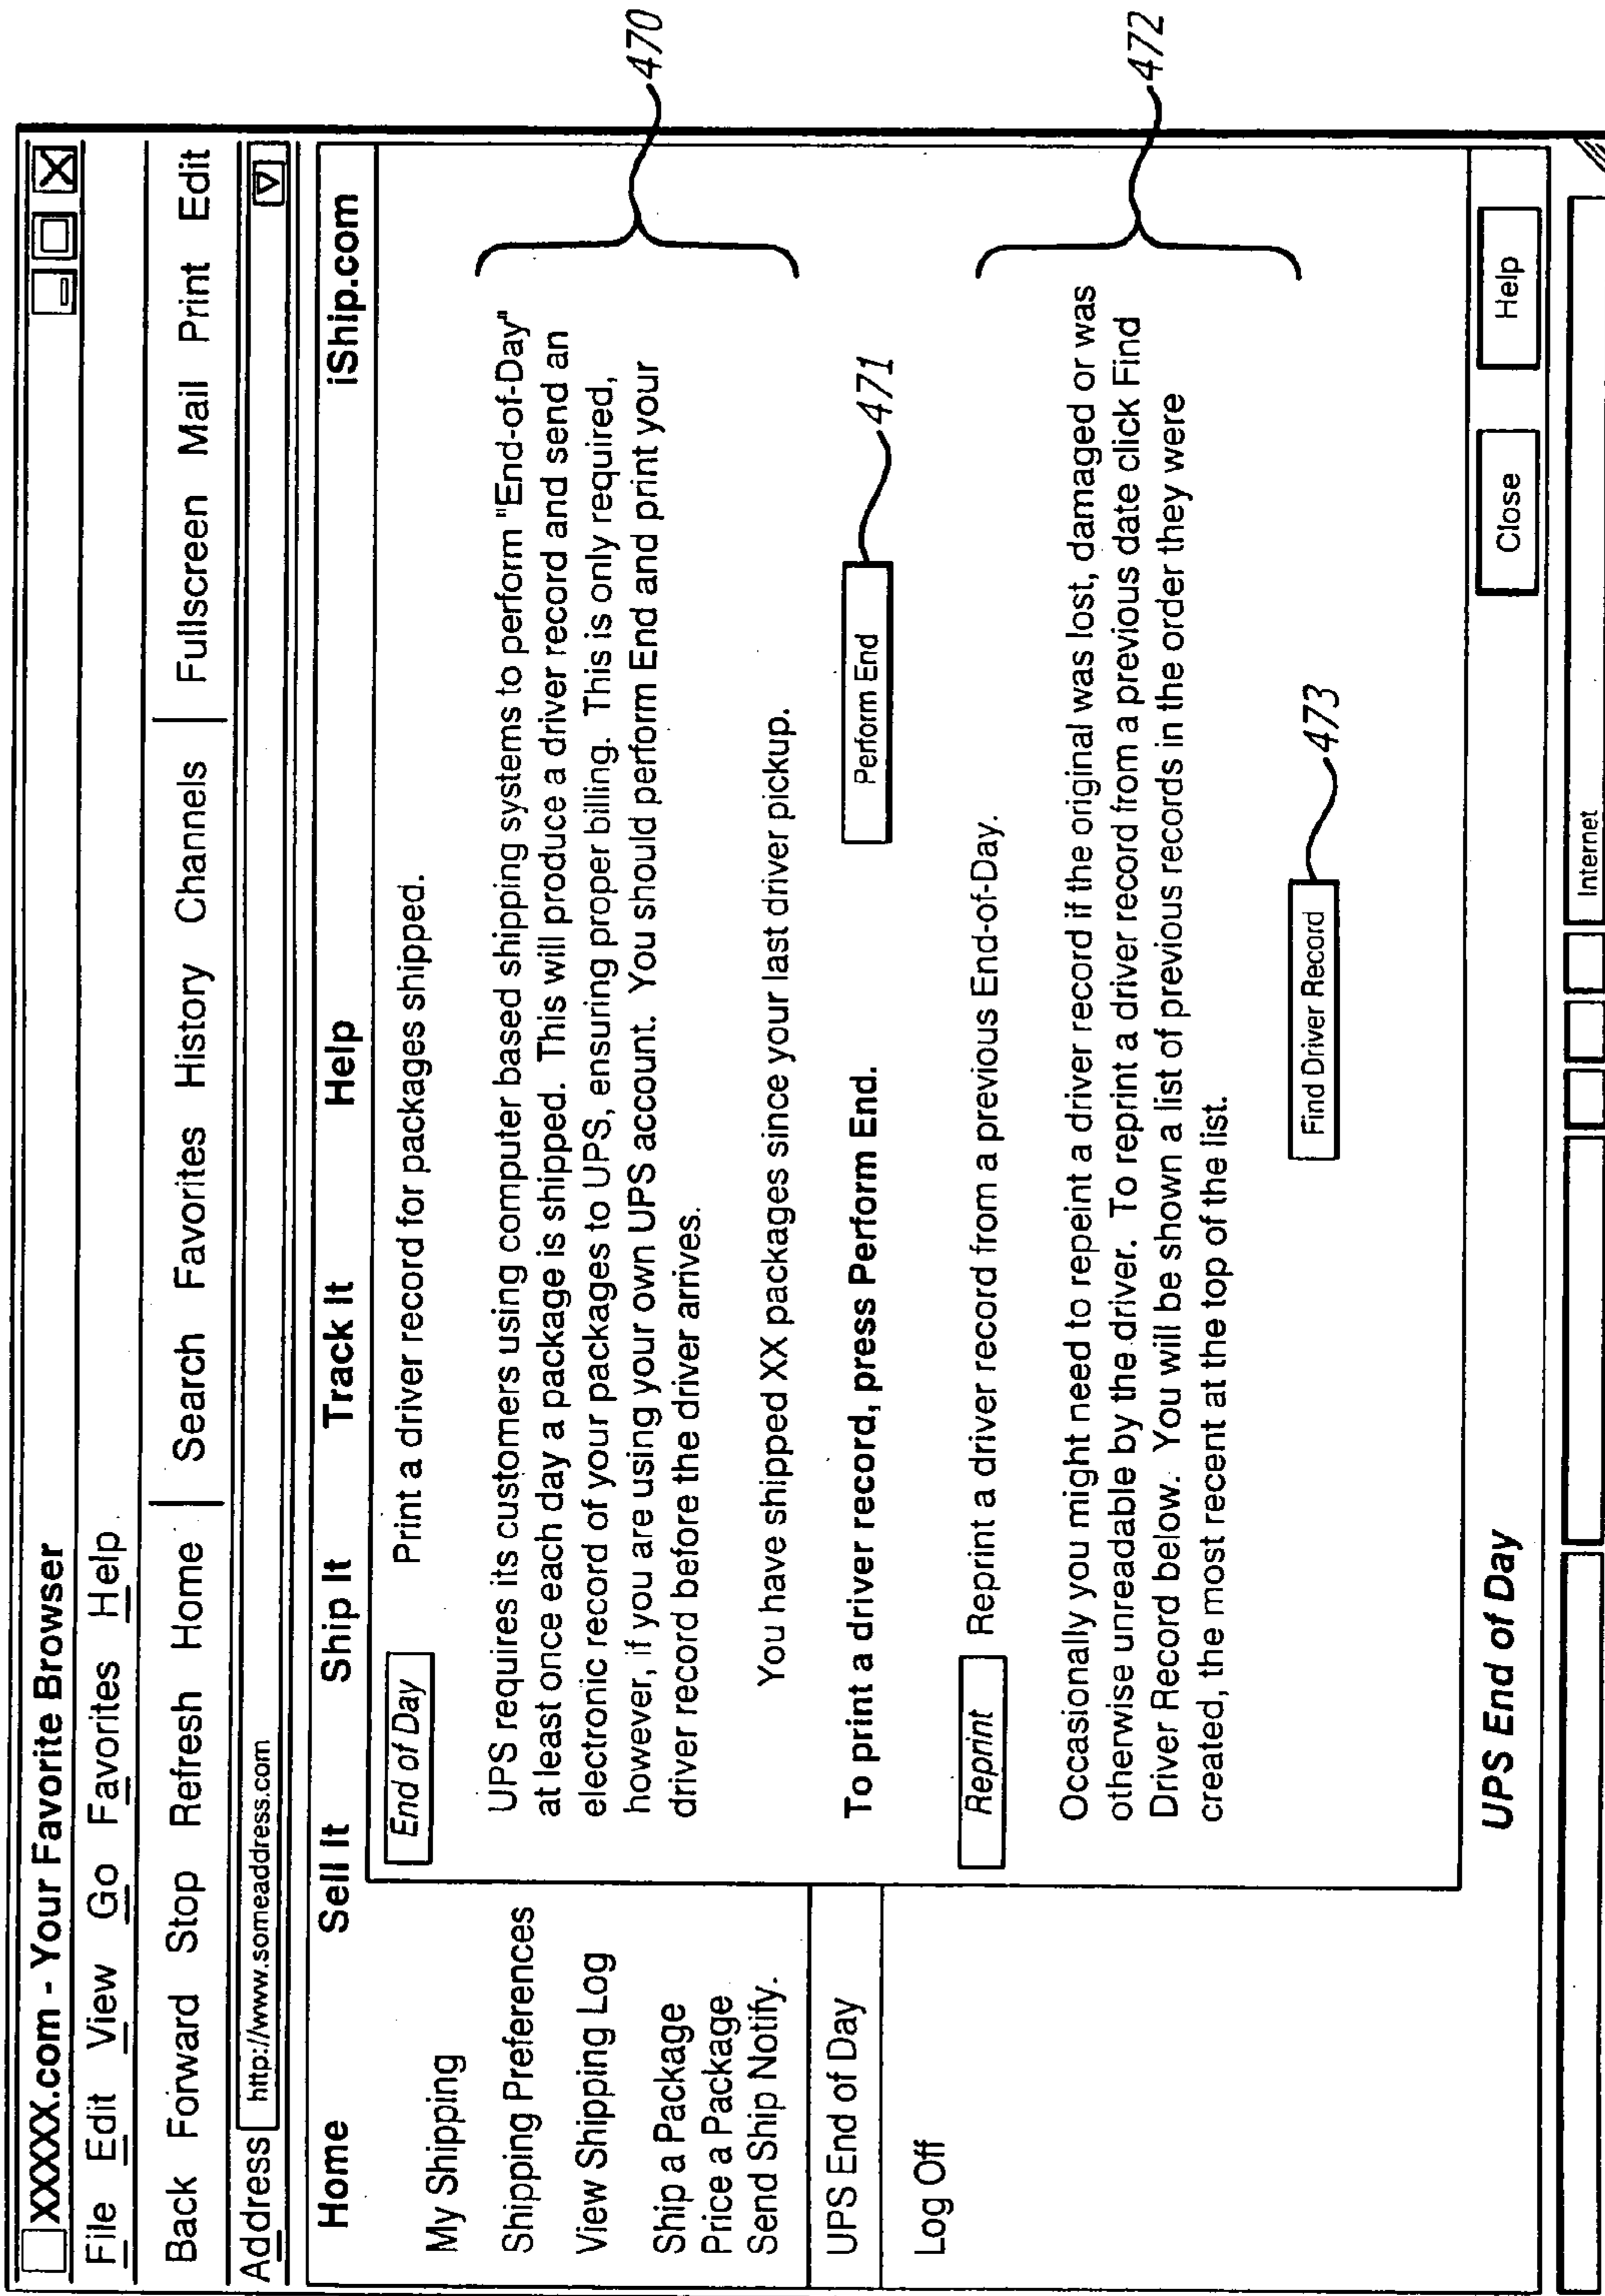 XXXXX.com - Your Favorite Browser
File Edit View Go Favorites Help
Back Forward Stop Refresh Home Search Favorites History Channels Fullscreen Mail Print Edit
Address http://www.someaddress.com
Home Sell It Ship It Track It Help iShip.com
My Shipping
Shipping Preferences
View Shipping Log
Ship a Package
Price a Package
Send Ship Notify.
UPS End of Day
Log Off
End of Day Print a driver record for packages shipped.
UPS requires its customers using computer based shipping systems to perform "End-of-Day"
at least once each day a package is shipped. This will produce a driver record and send an
electronic record of your packages to UPS, ensuring proper billing. This is only required,
however, if you are using your own UPS account. You should perform End and print your
driver record before the driver arrives.
470
You have shipped XX packages since your last driver pickup.
To print a driver record, press Perform End.
Perform End
471
Reprint Reprint a driver record from a previous End-of-Day.
Occasionally you might need to repeint a driver record if the original was lost, damaged or was
otherwise unreadable by the driver. To reprint a driver record from a previous date click Find
Driver Record below. You will be shown a list of previous records in the order they were
created, the most recent at the top of the list.
472
Find Driver Record
473
UPS End of Day
Close Help
Internet